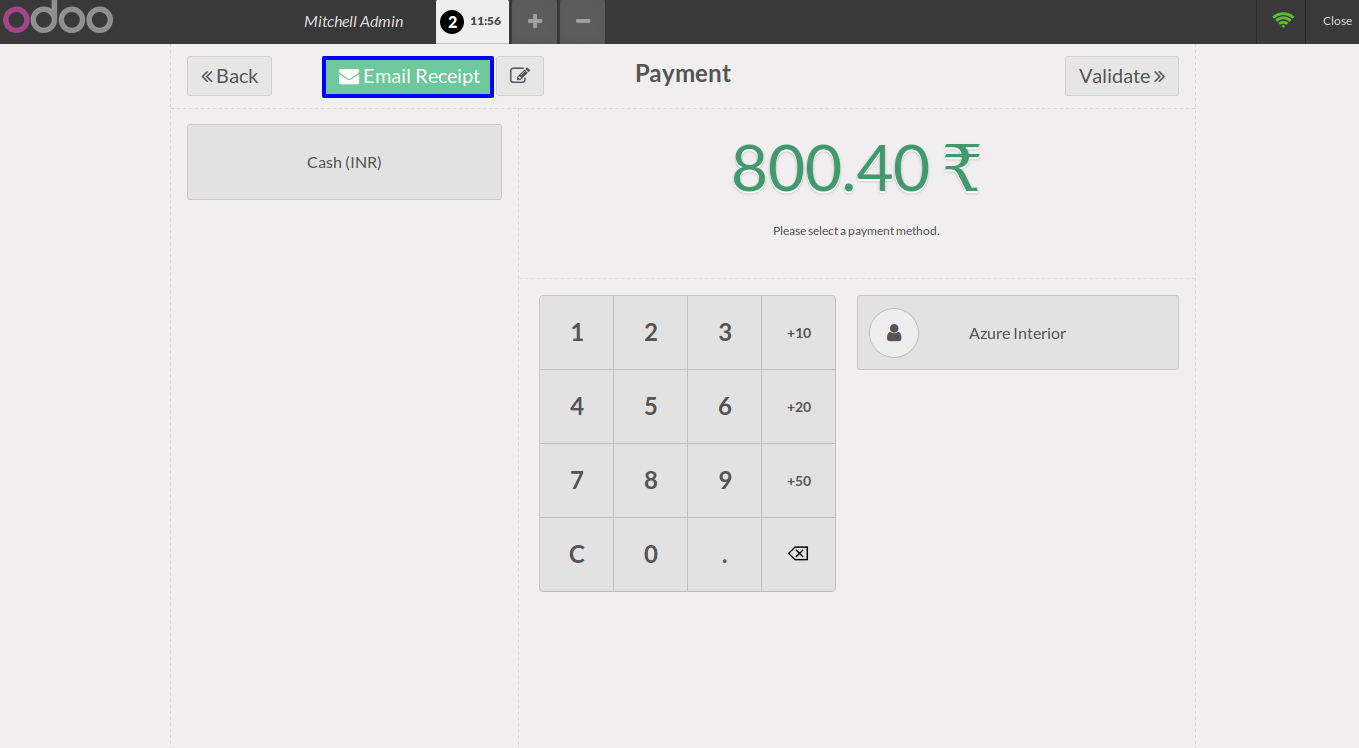 odoo
Mitchell Admin
2 11:56
Close
Back
Email Receipt
Payment
Validate
Cash (INR)
800.40 ₹
Please select a payment method.
1 2 3 +10
Azure Interior
4 5 6 +20
7 8 9 +50
C 0 .